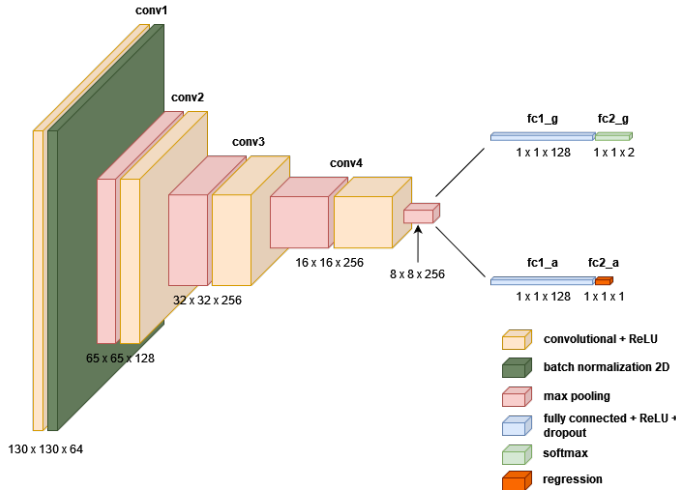 conv1
conv2
conv3
conv4
fc1_g
fc2_g
1 x 1 x 128
1 x 1 x 2
fc1_a
fc2_a
1 x 1 x 128
1 x 1 x 1
16 x 16 x 256
8 x 8 x 256
32 x 32 x 256
65 x 65 x 128
130 x 130 x 64
convolutional + ReLU
batch normalization 2D
max pooling
fully connected + ReLU +
dropout
softmax
regression